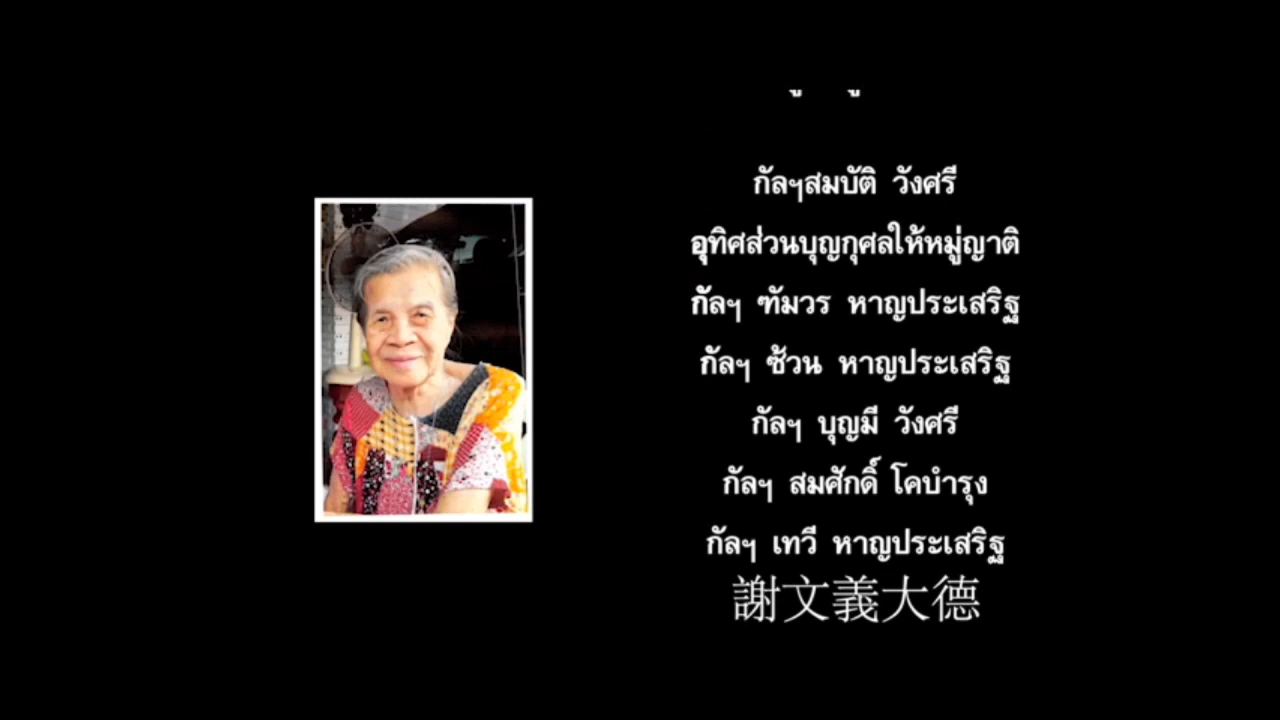 กัลฯสมบัติ วังศรี
อุทิศส่วนบุญกุศลให้หมู่ญาติ
กัลฯ ฑัมวร หาญประเสริฐ
กัลฯ ซ้วน หาญประเสริฐ
กัลฯ บุญมี วังศรี
กัลฯ สมศักดิ์ โคบำรุง
กัลฯ เทวี หาญประเสริฐ
謝文義大德